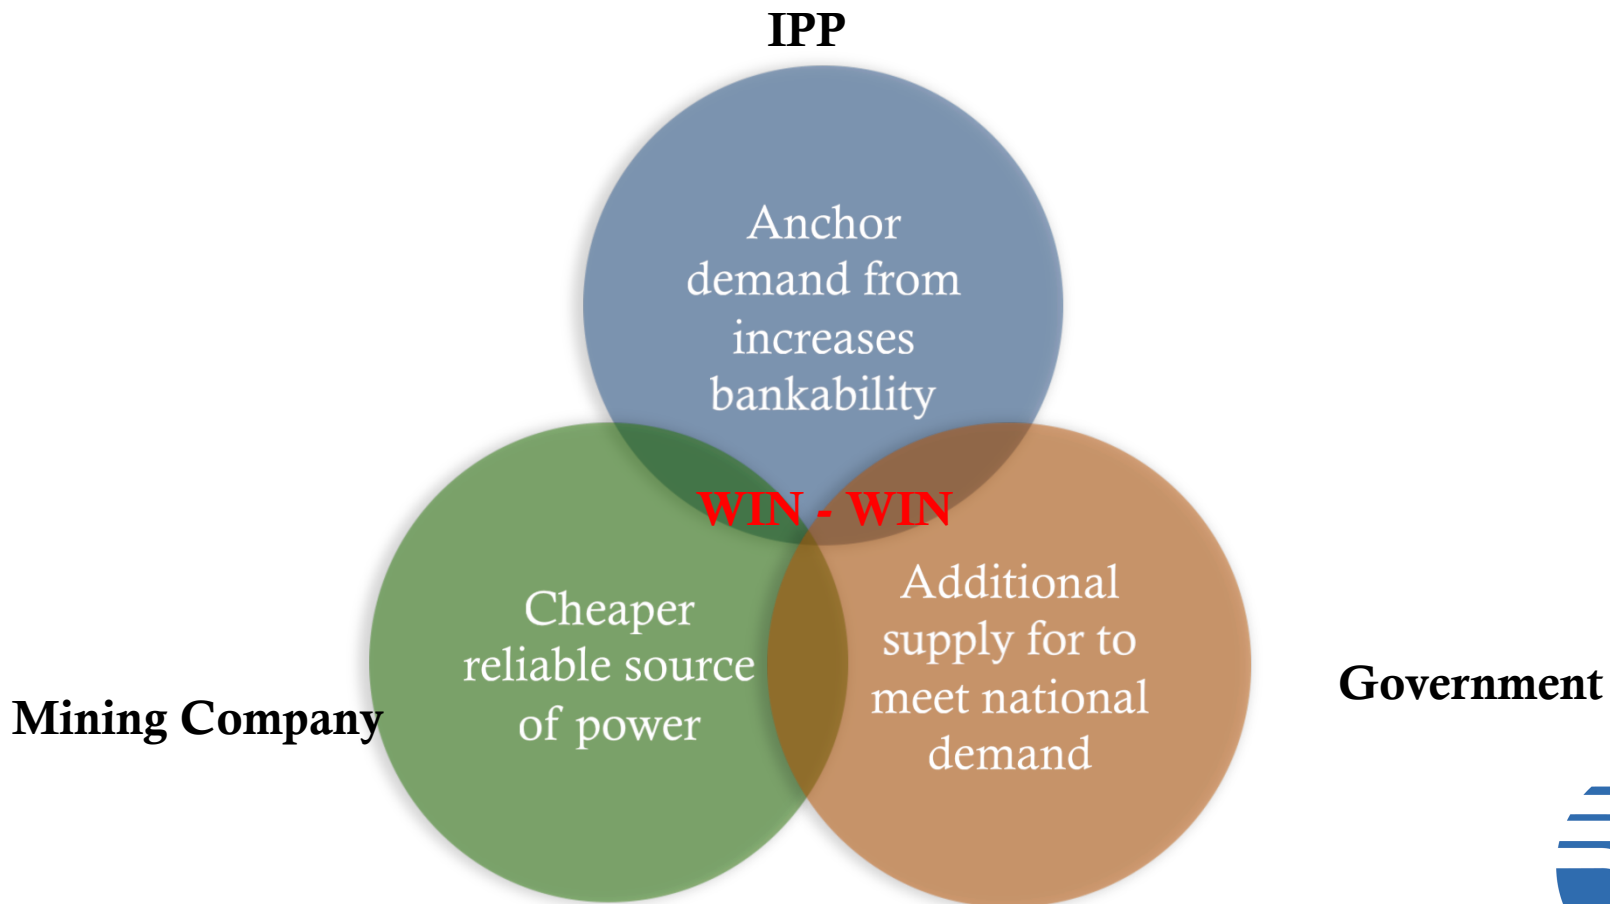 IPP
Anchor
demand from
increases
bankability
WIN - WIN
Cheaper
reliable source
of power
Additional
supply for to
meet national
demand
Mining Company
Government